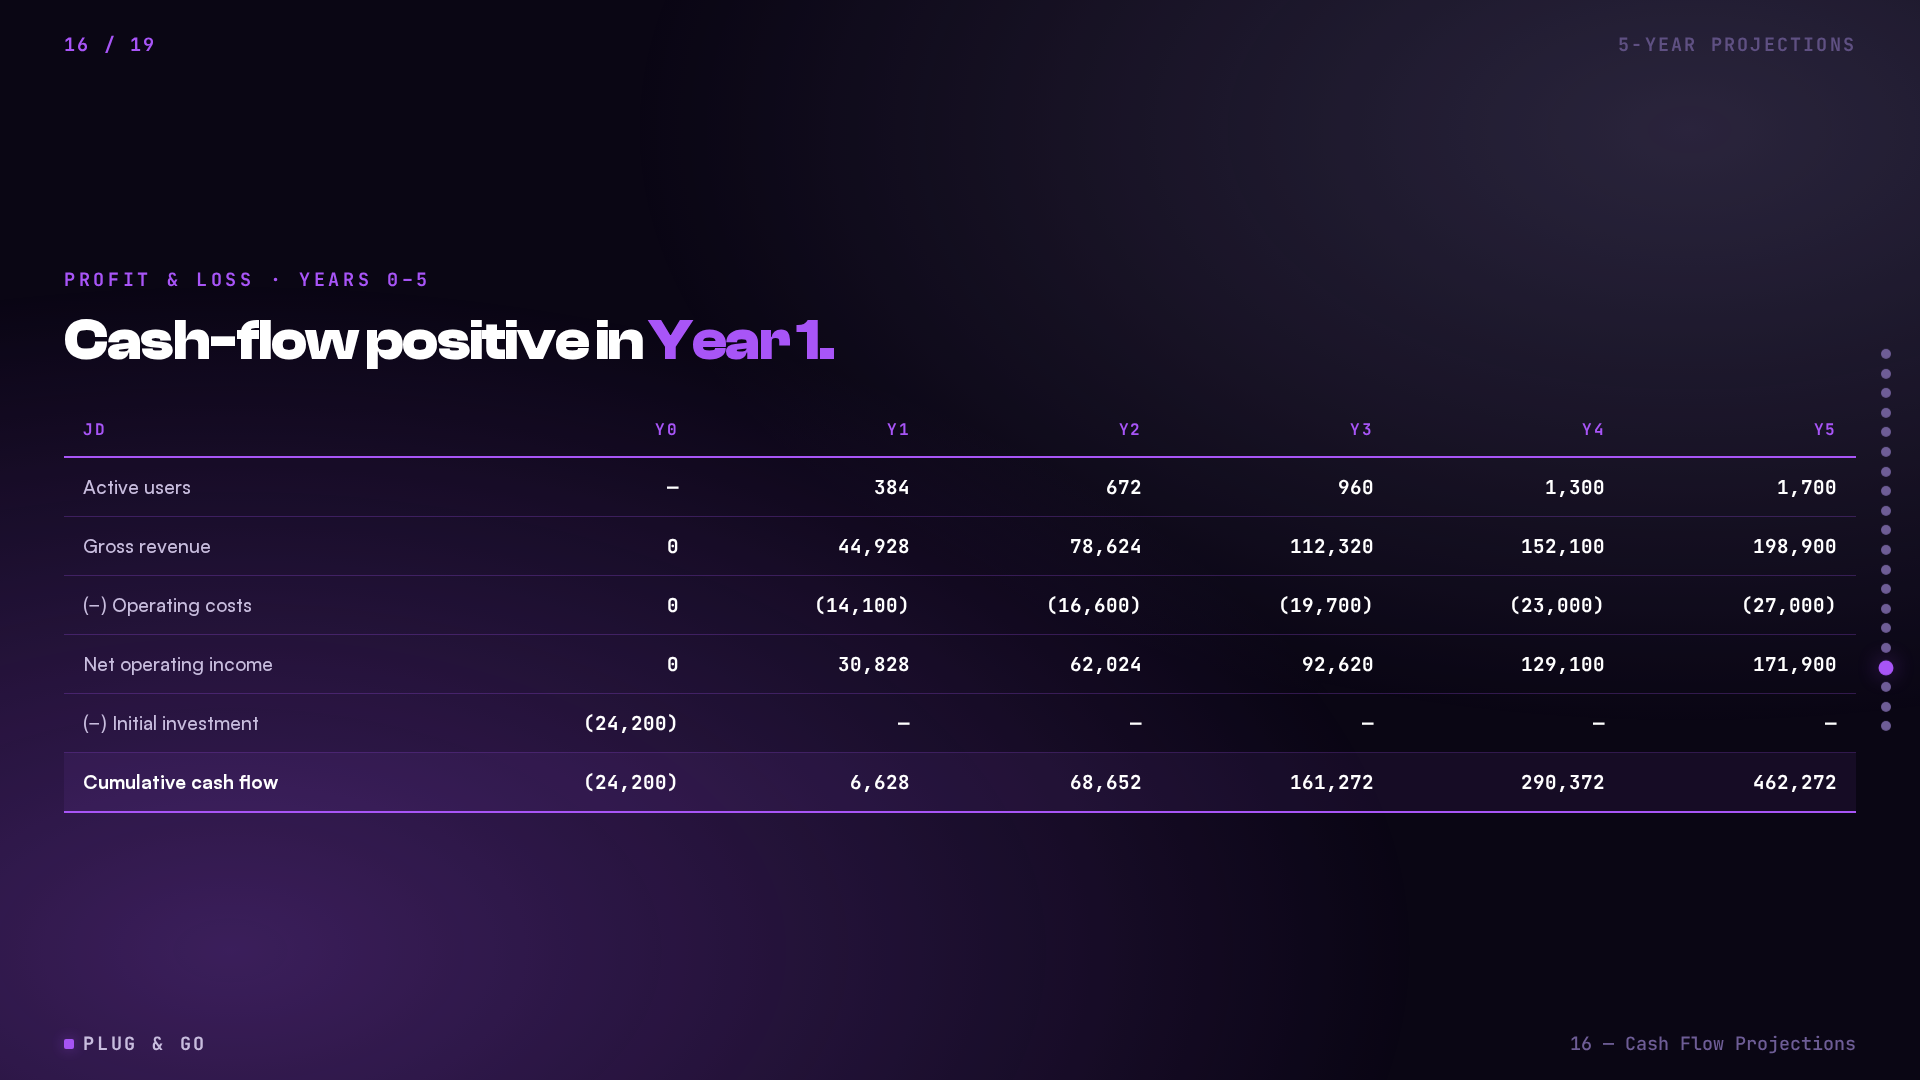 16 / 19
5-YEAR PROJECTIONS
PROFIT & LOSS · YEARS 0–5
Cash-flow positive in Year 1.
JD Y0 Y1 Y2 Y3 Y4 Y5
Active users — 384 672 960 1,300 1,700
Gross revenue 0 44,928 78,624 112,320 152,100 198,900
(−) Operating costs 0 (14,100) (16,600) (19,700) (23,000) (27,000)
Net operating income 0 30,828 62,024 92,620 129,100 171,900
(−) Initial investment (24,200) — — — — —
Cumulative cash flow (24,200) 6,628 68,652 161,272 290,372 462,272
PLUG & GO
16 — Cash Flow Projections